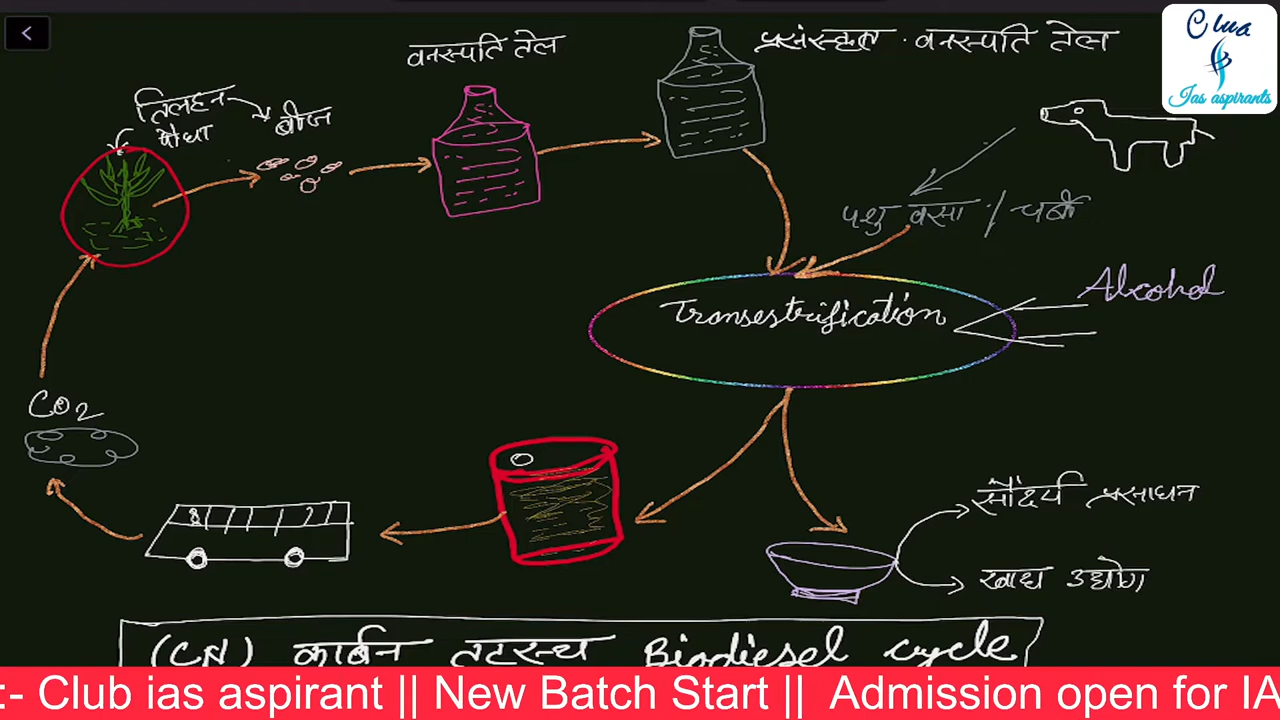 वनस्पति तेल
प्रसंस्कृत . वनस्पति तेल
Club
Ias aspirants
तिलहन
पौधा
बीज
पशु वसा / चर्बी
Alcohol
Transestrification
CO2
सौंदर्य प्रसाधन
खाद्य उद्योग
(CN) कार्बन तटस्थ Biodiesel cycle
:- Club ias aspirant || New Batch Start || Admission open for IA